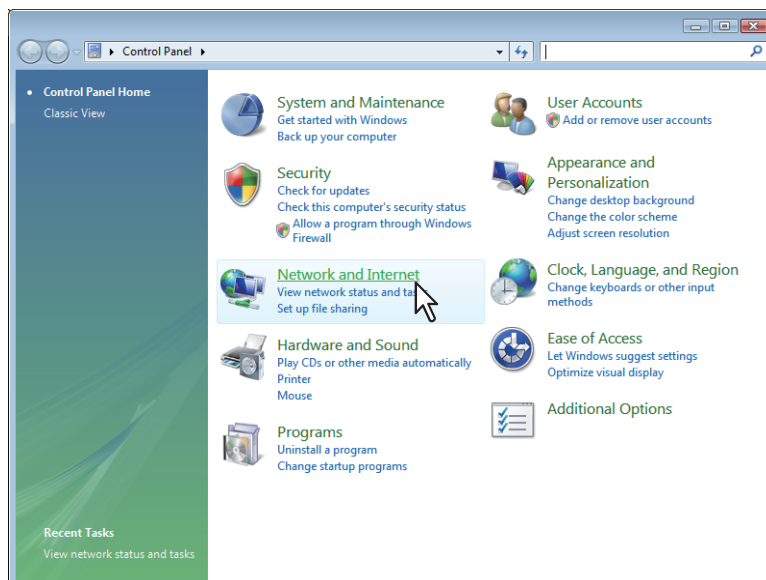 Control Panel
Control Panel Home
Classic View
System and Maintenance
Get started with Windows
Back up your computer
Security
Check for updates
Check this computer's security status
Allow a program through Windows
Firewall
Network and Internet
View network status and
Set up file sharing
Hardware and Sound
Play CDs or other media automatically
Printer
Mouse
Programs
Uninstall a program
Change startup programs
User Accounts
Add or remove user accounts
Appearance and
Personalization
Change desktop background
Change the color scheme
Adjust screen resolution
Clock, Language, and Region
Change keyboards or other input
methods
Ease of Access
Let Windows suggest settings
Optimize visual display
Additional Options
Recent Tasks
View network status and tasks